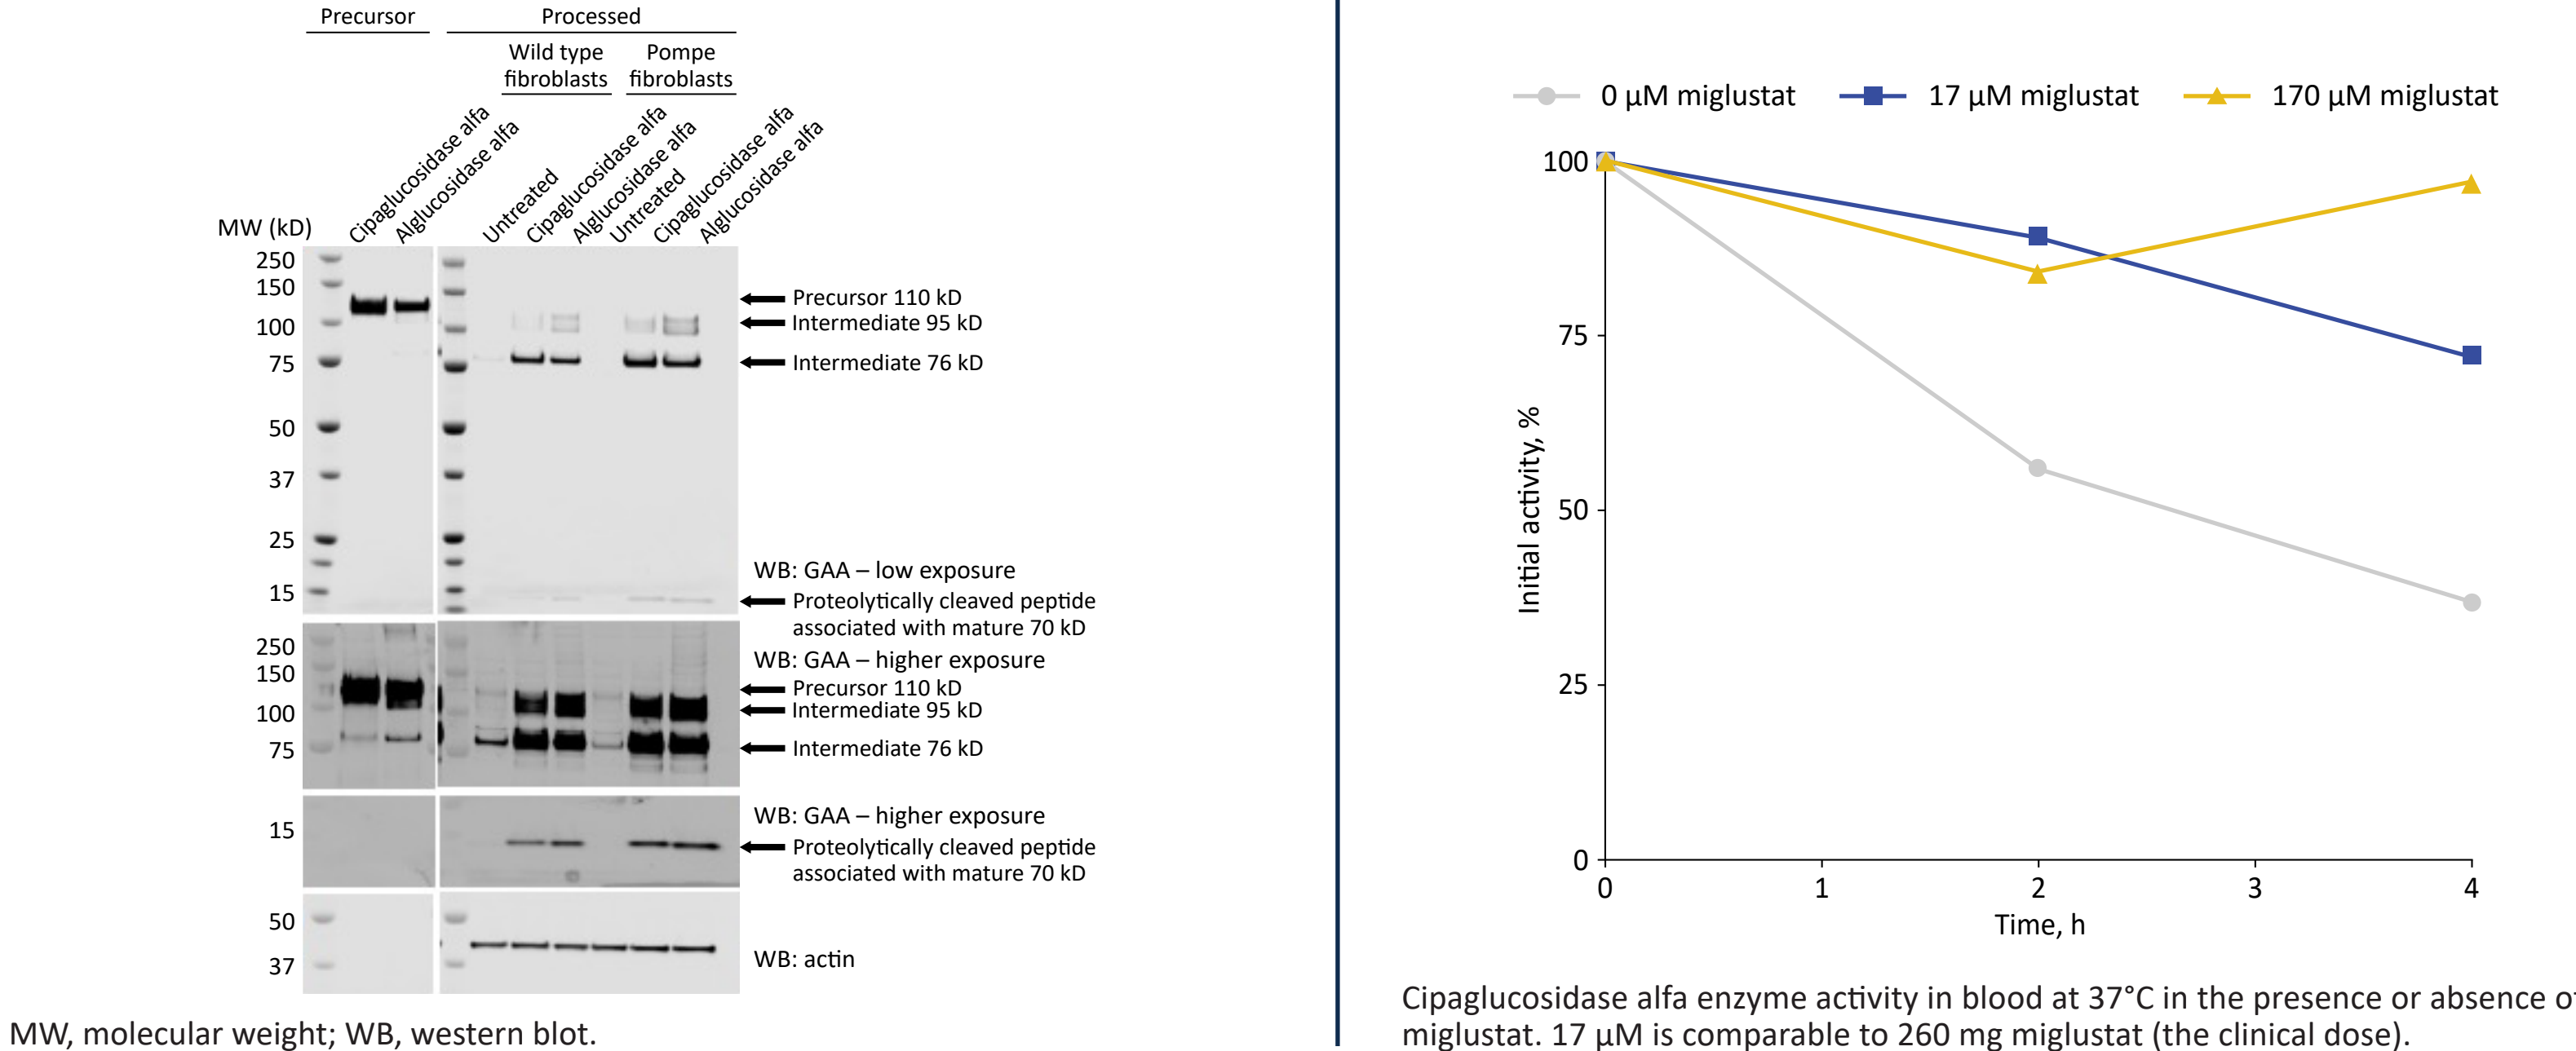 Precursor
Processed
Wild type
fibroblasts
Pompe
fibroblasts
Cipaglucosidase alfa
Alglucosidase alfa
Untreated
Cipaglucosidase alfa
Alglucosidase alfa
Untreated
Cipaglucosidase alfa
Alglucosidase alfa
MW (kD)
250
150
100
75
50
37
25
15
Precursor 110 kD
Intermediate 95 kD
Intermediate 76 kD
WB: GAA – low exposure
Proteolytically cleaved peptide
associated with mature 70 kD
250
150
100
75
WB: GAA – higher exposure
Precursor 110 kD
Intermediate 95 kD
Intermediate 76 kD
15
WB: GAA – higher exposure
Proteolytically cleaved peptide
associated with mature 70 kD
50
37
WB: actin
MW, molecular weight; WB, western blot.
0 µM miglustat
17 µM miglustat
170 µM miglustat
Initial activity, %
100
75
50
25
0
0
1
2
3
4
Time, h
Cipaglucosidase alfa enzyme activity in blood at 37°C in the presence or absence of
miglustat. 17 µM is comparable to 260 mg miglustat (the clinical dose).